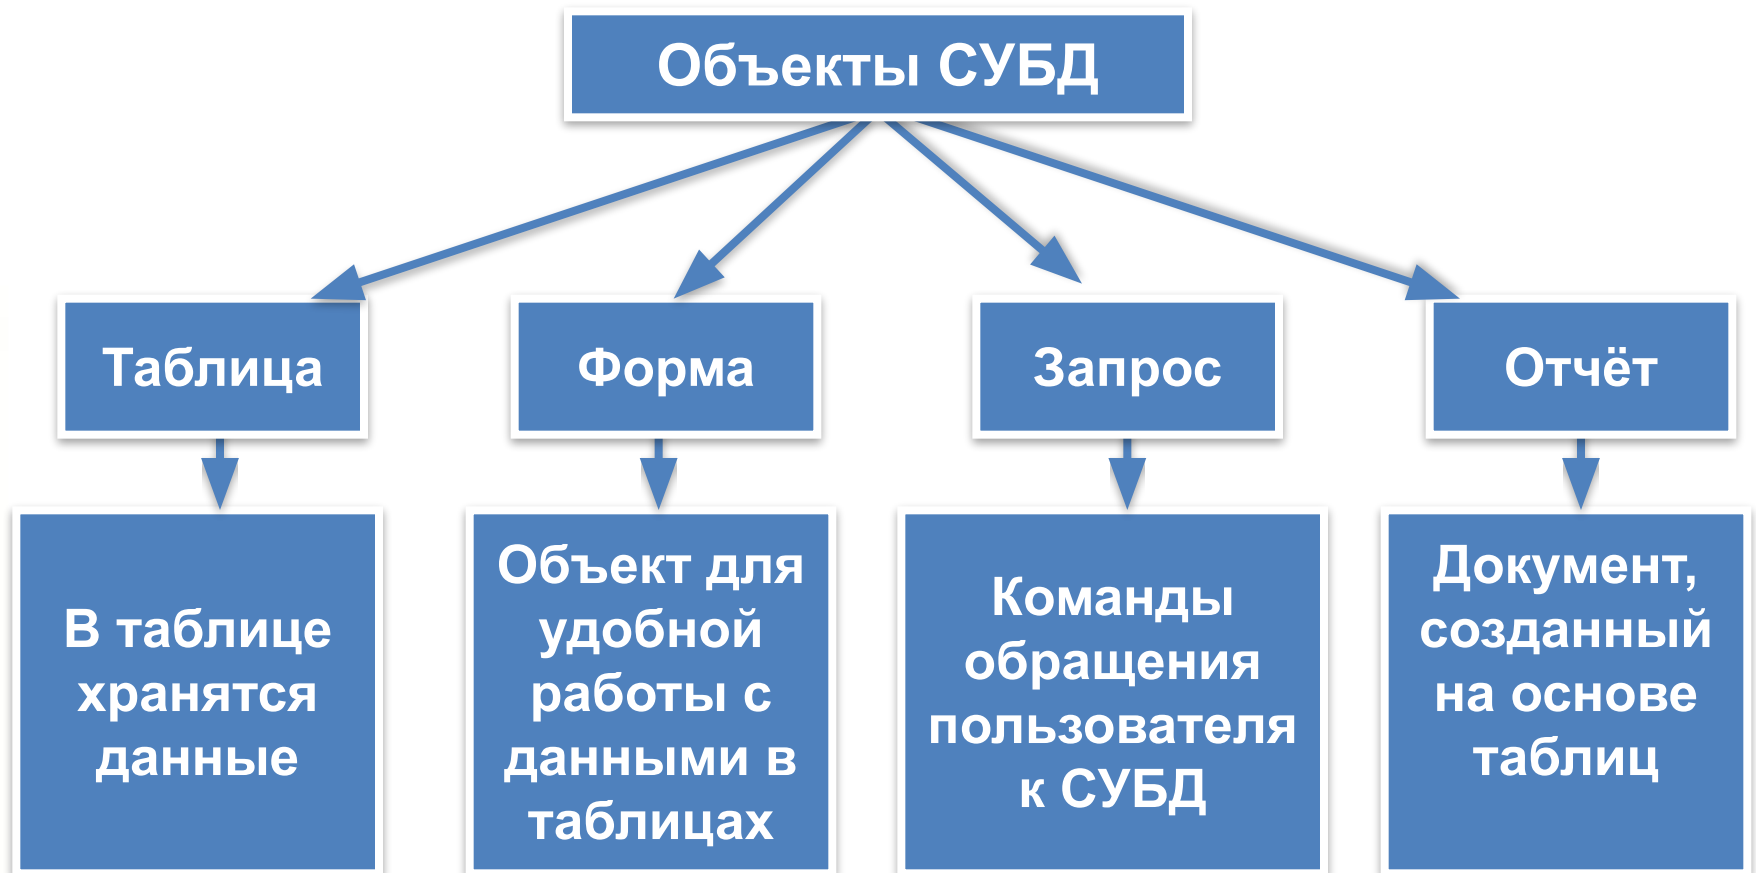 Объекты СУБД
Таблица
Форма
Запрос
Отчёт
В таблице
хранятся
данные
Объект для
удобной
работы с
данными в
таблицах
Команды
обращения
пользователя
к СУБД
Документ,
созданный
на основе
таблиц